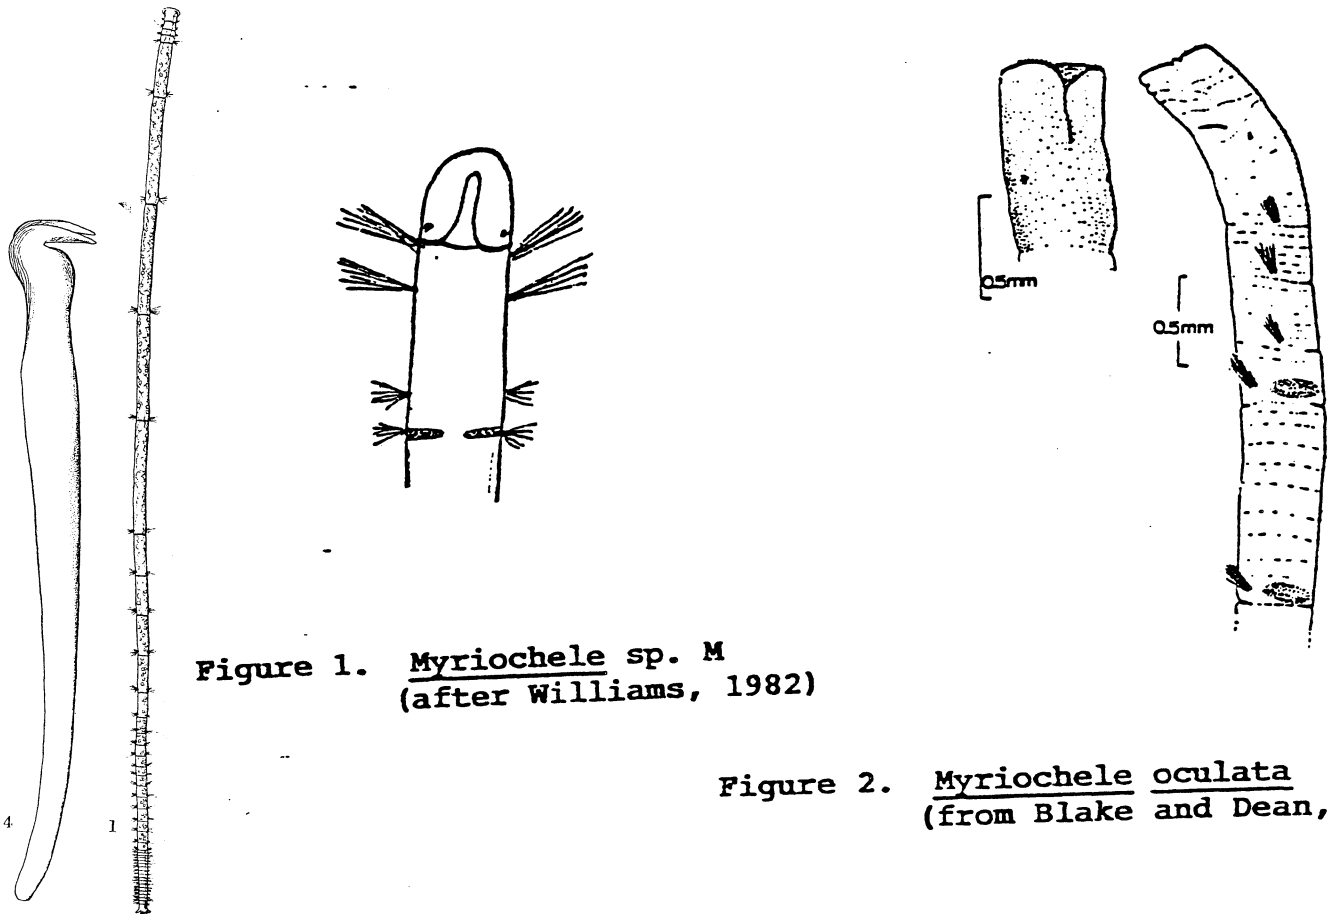 0.5mm
0.5mm
Figure 1. Myriochele sp. M
(after Williams, 1982)
Figure 2. Myriochele oculata
(from Blake and Dean,
4
1